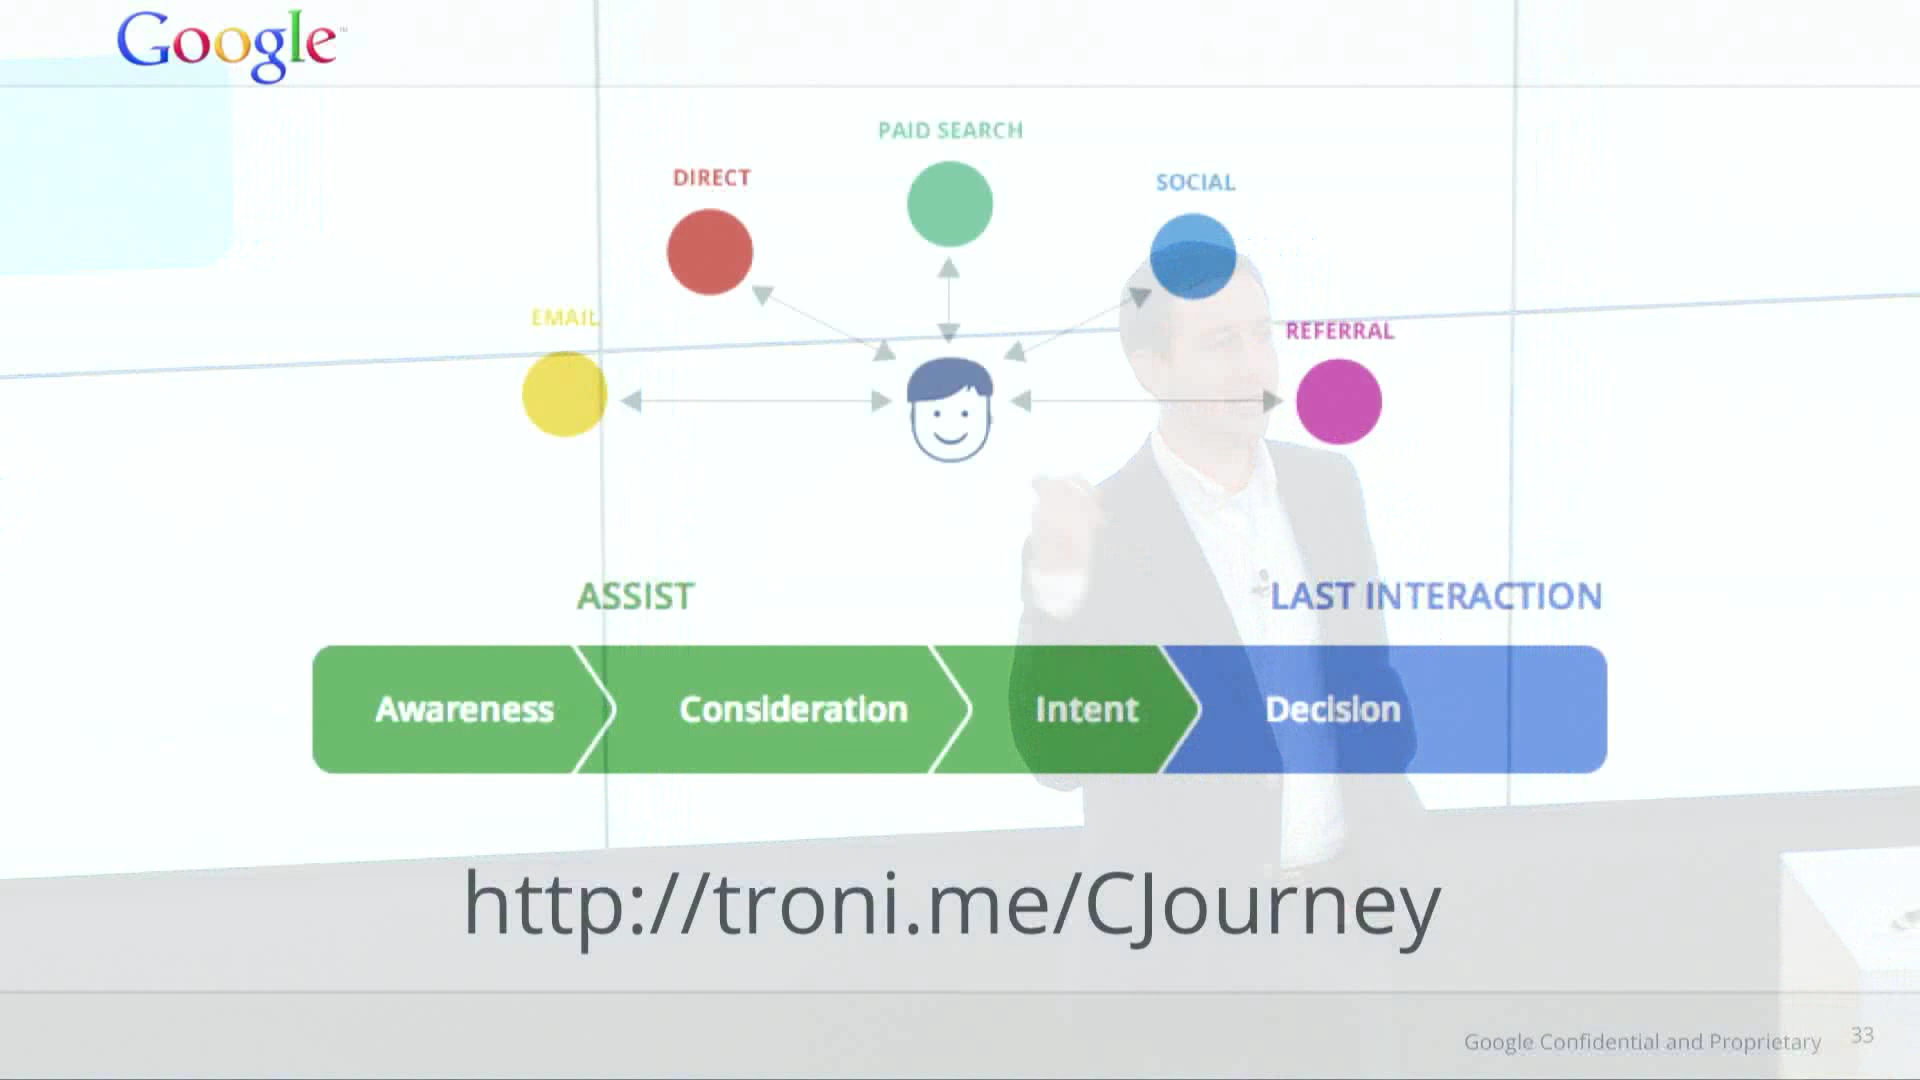 Google™
PAID SEARCH
DIRECT
SOCIAL
EMAIL
REFERRAL
ASSIST
LAST INTERACTION
Awareness
Consideration
Intent
Decision
http://troni.me/CJourney
Google Confidential and Proprietary
33